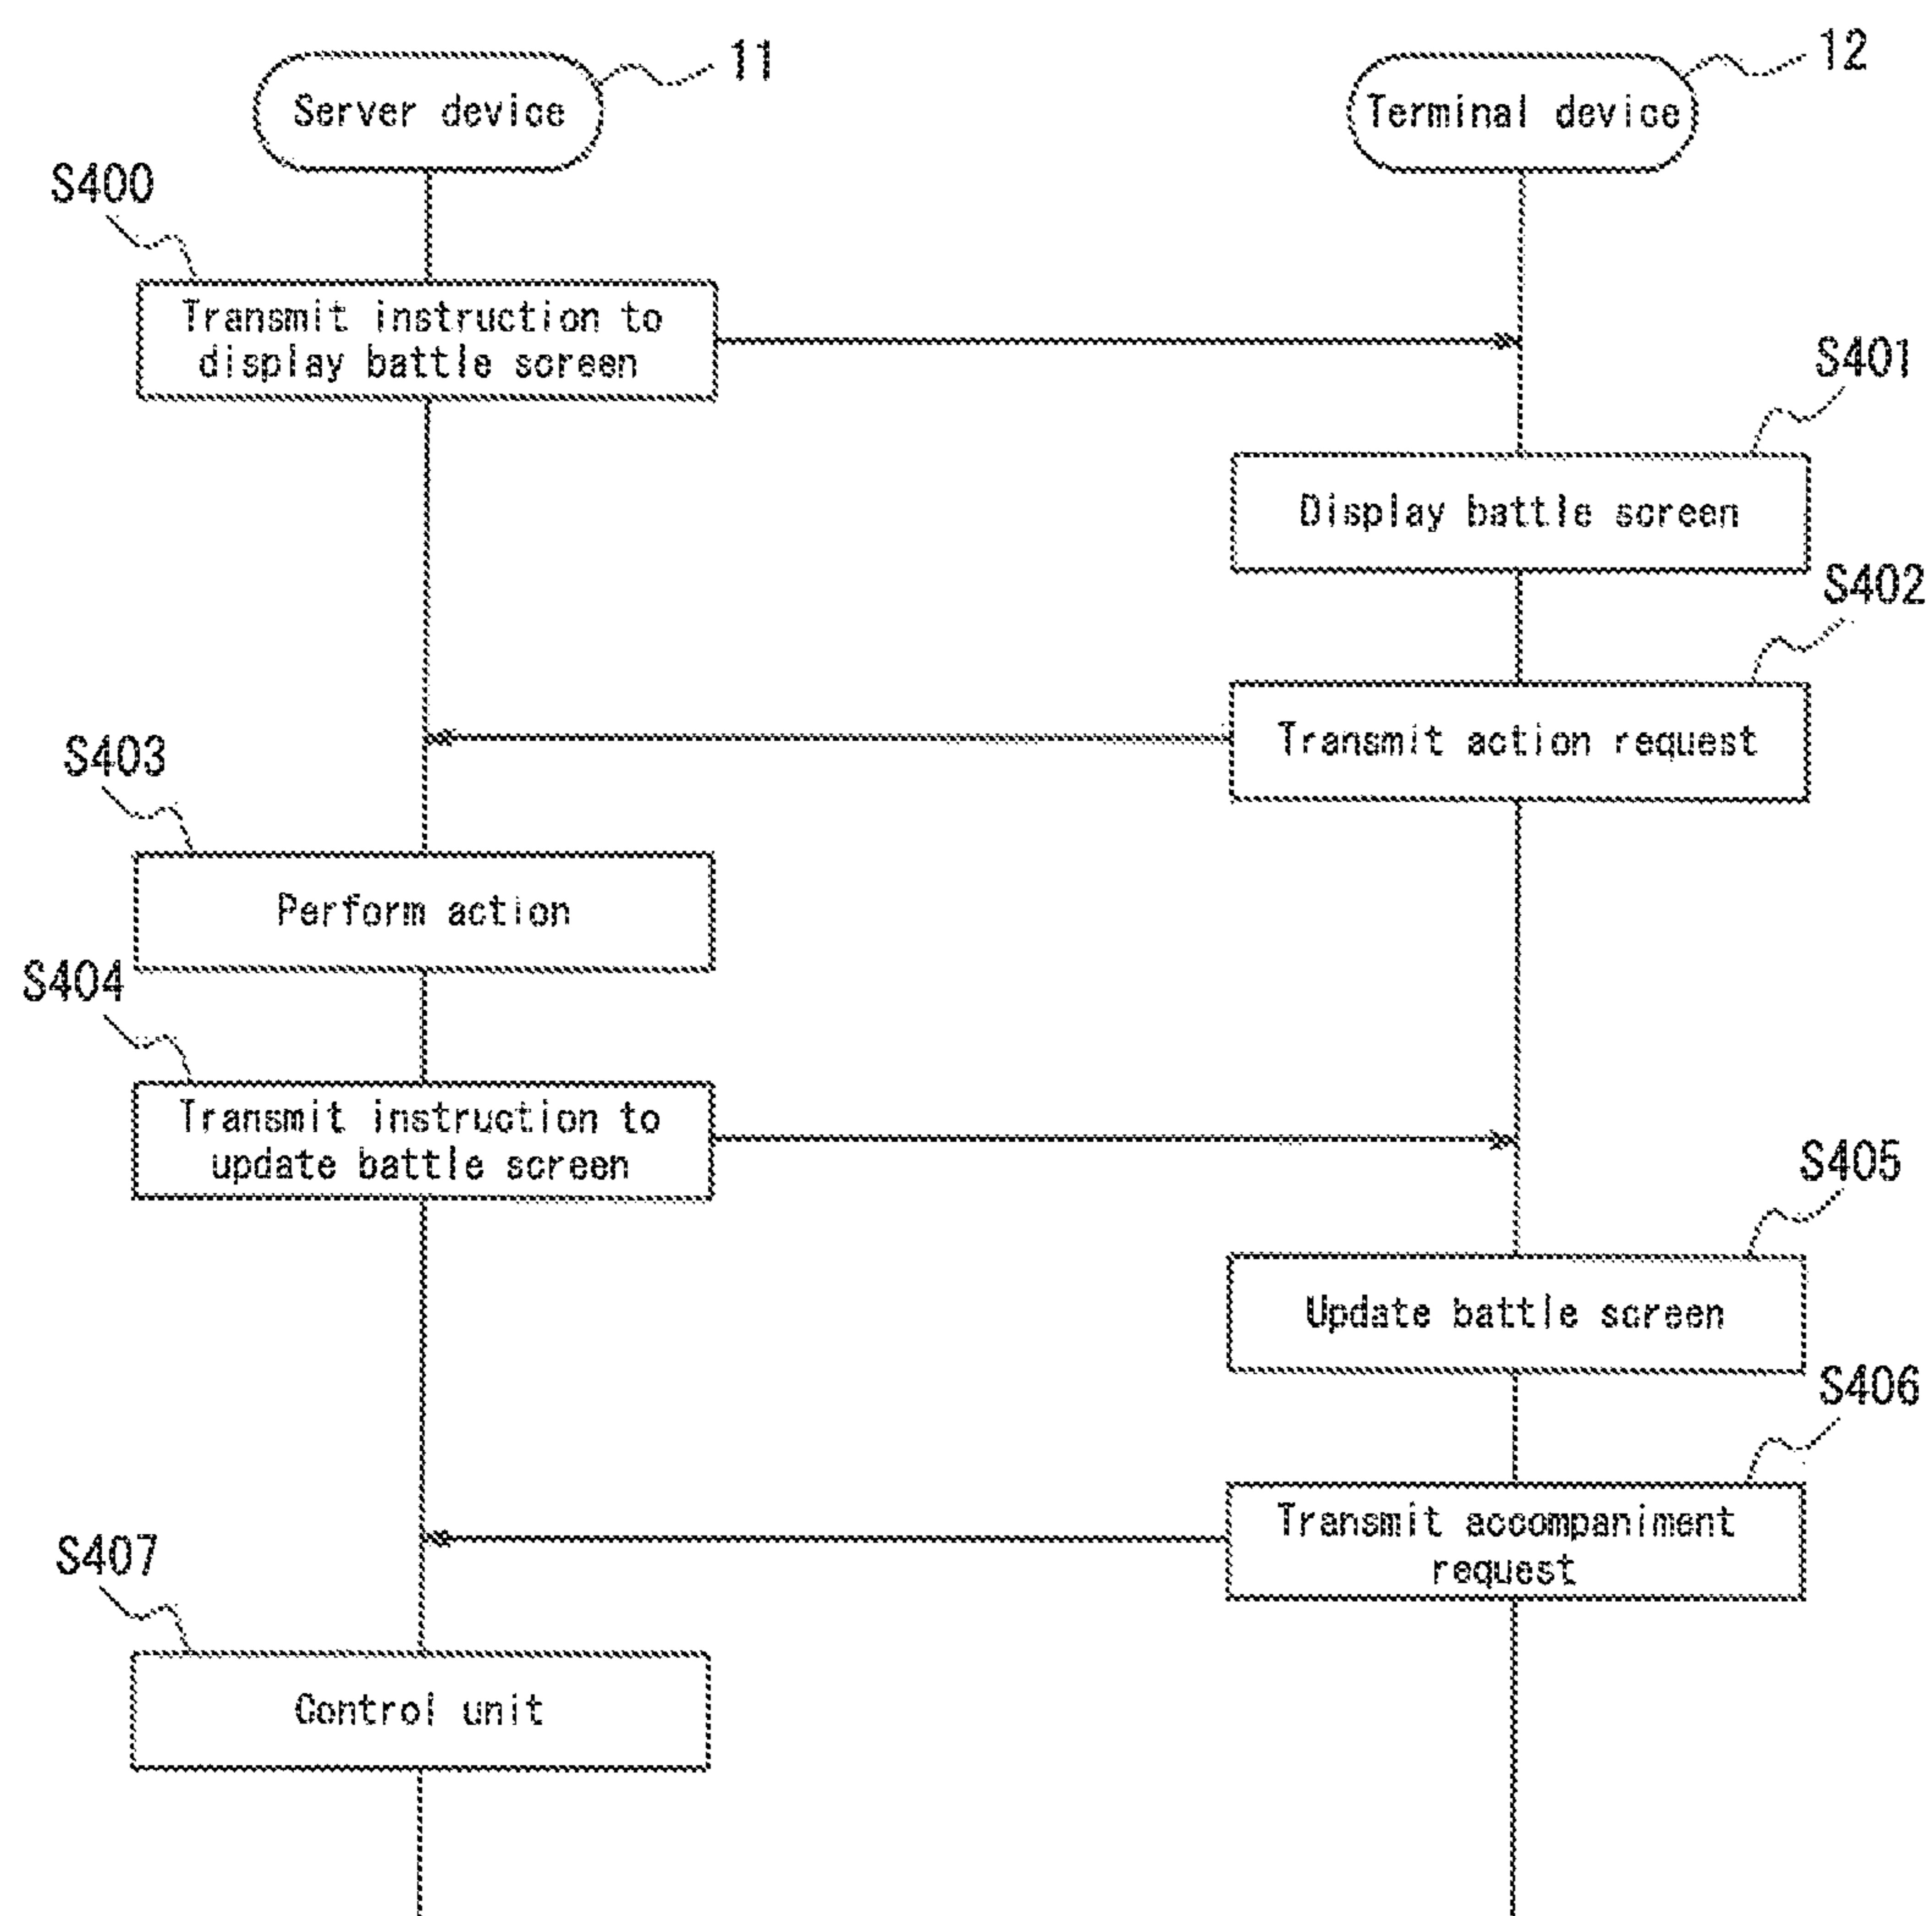 11
Server device
12
Terminal device
S400
Transmit instruction to
display battle screen
S401
Display battle screen
S402
Transmit action request
S403
Perform action
S404
Transmit instruction to
update battle screen
S405
Update battle screen
S406
Transmit accompaniment
request
S407
Control unit